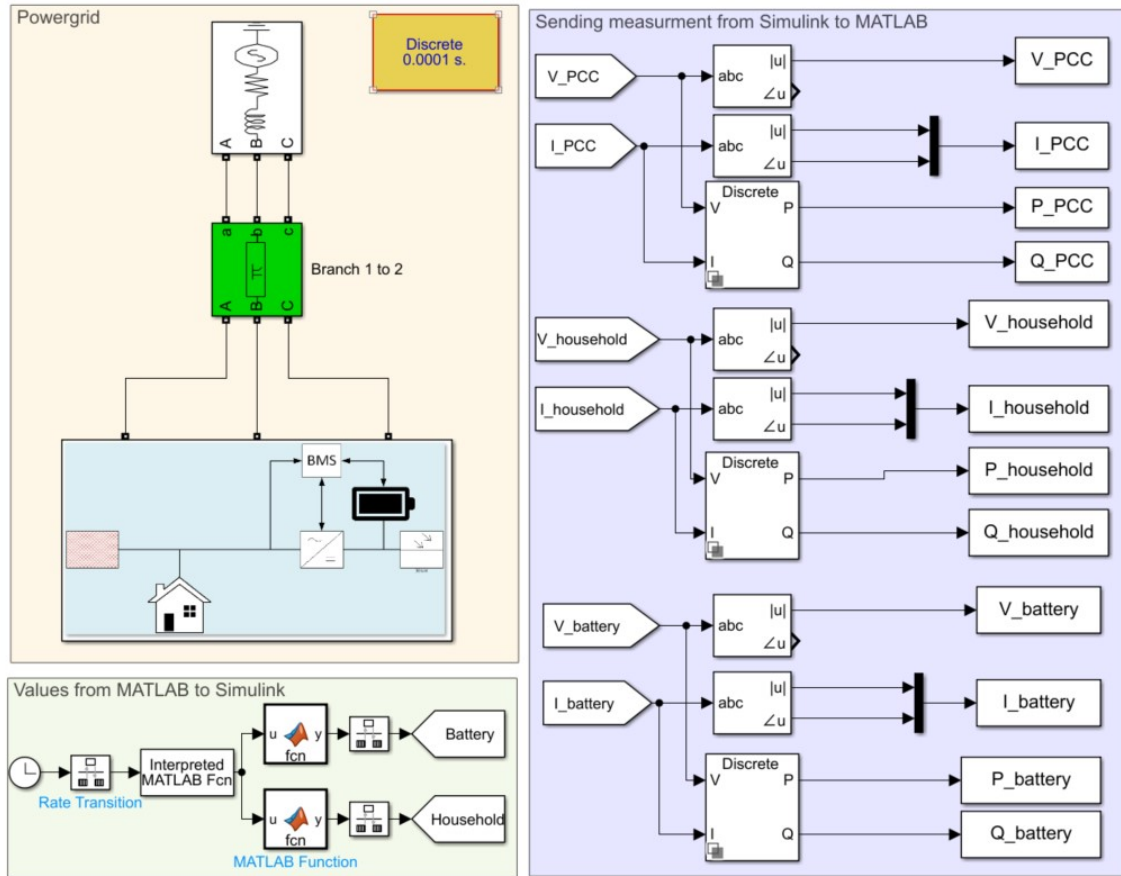 Powergrid
Discrete
0.0001 s.
A B C
a b c
π
A B C
Branch 1 to 2
BMS
Values from MATLAB to Simulink
Rate Transition
Interpreted
MATLAB Fcn
u y
fcn
Battery
u y
fcn
Household
MATLAB Function
Sending measurment from Simulink to MATLAB
V_PCC
abc
|u|
∠u
V_PCC
I_PCC
abc
|u|
∠u
I_PCC
Discrete
V P
P_PCC
I Q
Q_PCC
V_household
abc
|u|
∠u
V_household
I_household
abc
|u|
∠u
I_household
Discrete
V P
P_household
I Q
Q_household
V_battery
abc
|u|
∠u
V_battery
I_battery
abc
|u|
∠u
I_battery
Discrete
V P
P_battery
I Q
Q_battery